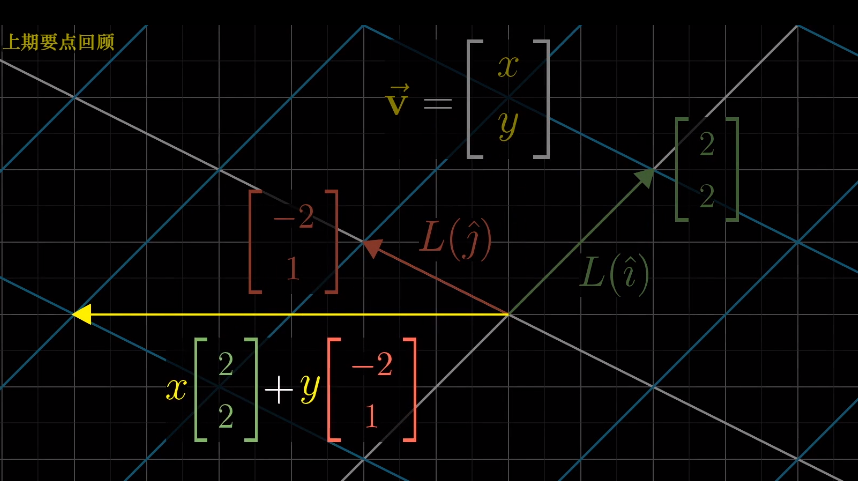 上期要点回顾
\vec{\mathbf{v}} = \begin{bmatrix} x \\ y \end{bmatrix}
\begin{bmatrix} 2 \\ 2 \end{bmatrix}
\begin{bmatrix} -2 \\ 1 \end{bmatrix}
L(\hat{\jmath})
L(\hat{\imath})
x \begin{bmatrix} 2 \\ 2 \end{bmatrix} + y \begin{bmatrix} -2 \\ 1 \end{bmatrix}